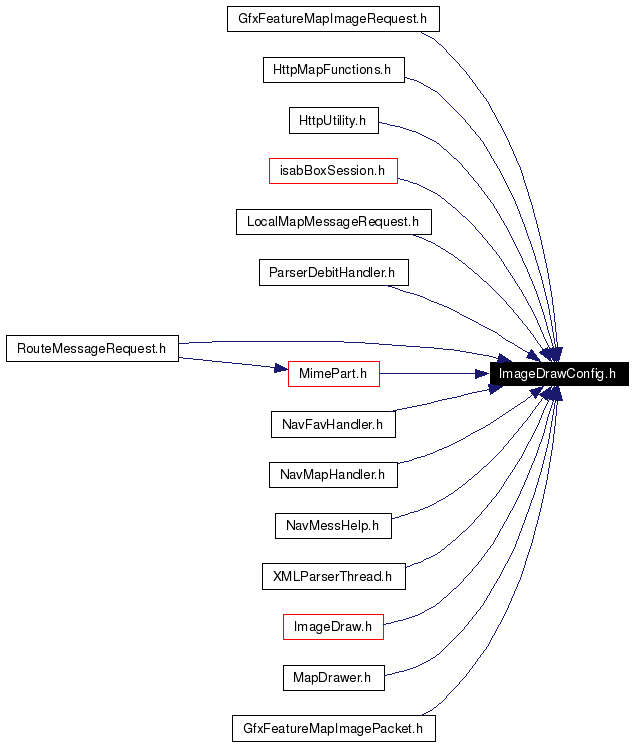 GfxFeatureMapImageRequest.h
HttpMapFunctions.h
HttpUtility.h
isabBoxSession.h
LocalMapMessageRequest.h
ParserDebitHandler.h
RouteMessageRequest.h
MimePart.h
ImageDrawConfig.h
NavFavHandler.h
NavMapHandler.h
NavMessHelp.h
XMLParserThread.h
ImageDraw.h
MapDrawer.h
GfxFeatureMapImagePacket.h